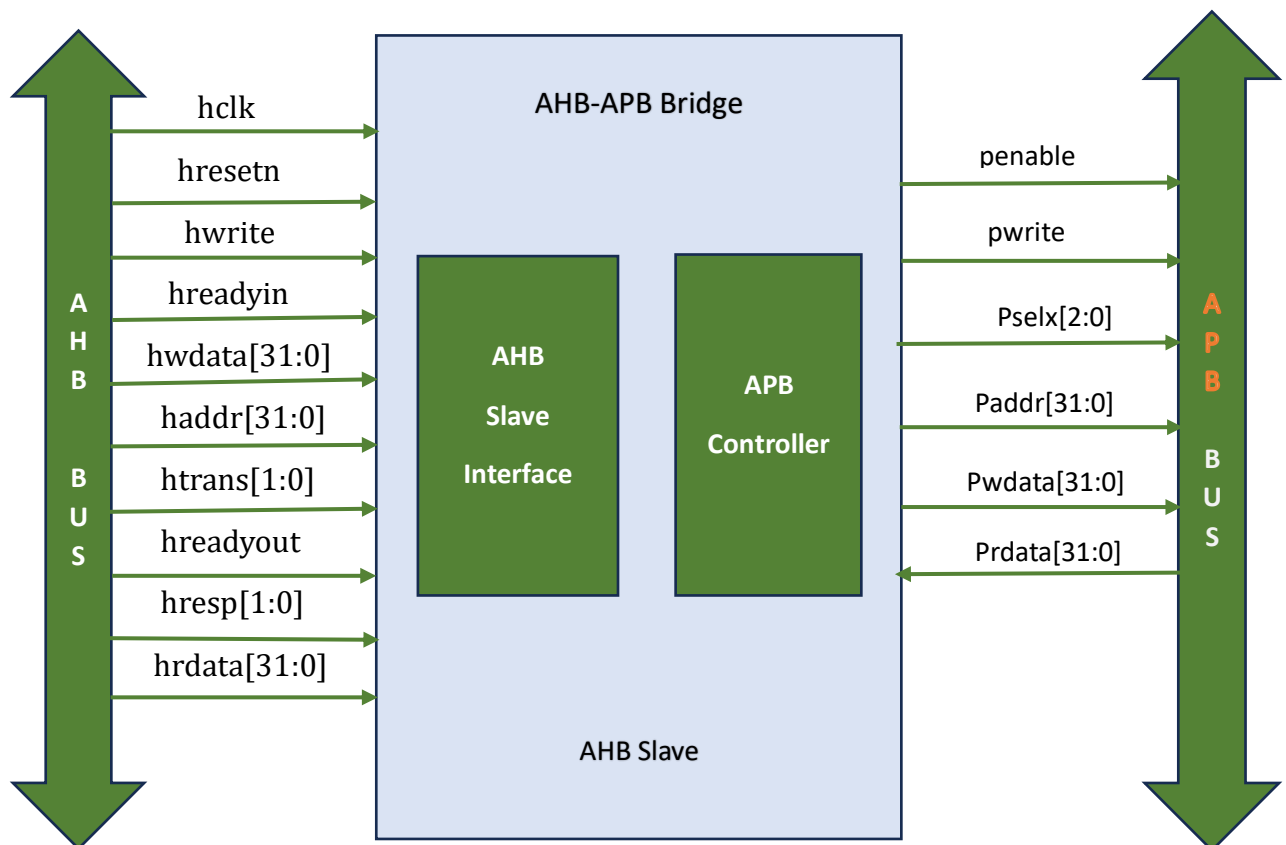 AHB-APB Bridge
hclk
hresetn
hwrite
hreadyin
hwdata[31:0]
haddr[31:0]
htrans[1:0]
hreadyout
hresp[1:0]
hrdata[31:0]
A
H
B
B
U
S
AHB
Slave
Interface
APB
Controller
AHB Slave
penable
pwrite
Pselx[2:0]
Paddr[31:0]
Pwdata[31:0]
Prdata[31:0]
A
P
B
B
U
S